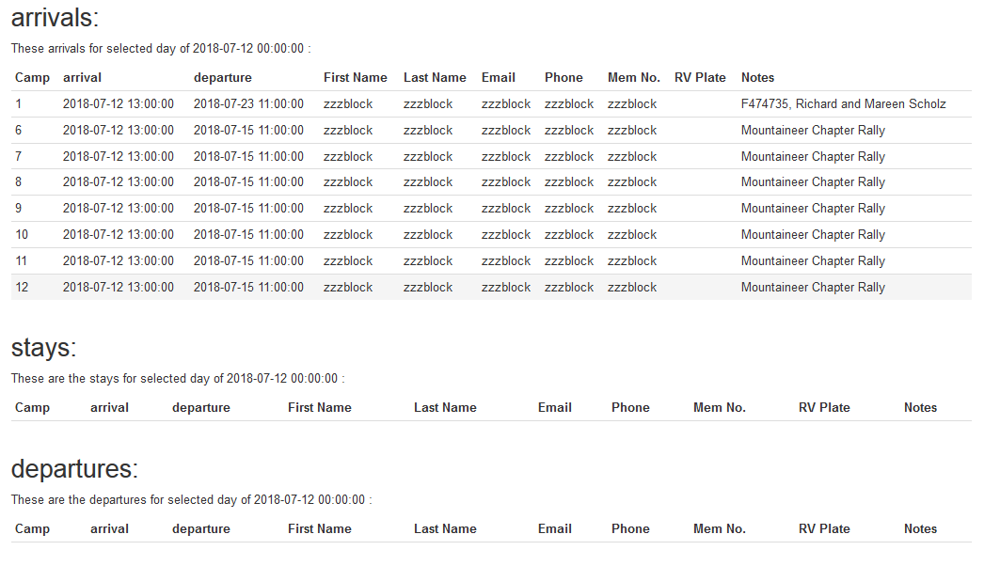 arrivals:
These arrivals for selected day of 2018-07-12 00:00:00 :
Camp arrival departure First Name Last Name Email Phone Mem No. RV Plate Notes
1 2018-07-12 13:00:00 2018-07-23 11:00:00 zzzblock zzzblock zzzblock zzzblock zzzblock F474735, Richard and Mareen Scholz
6 2018-07-12 13:00:00 2018-07-15 11:00:00 zzzblock zzzblock zzzblock zzzblock zzzblock Mountaineer Chapter Rally
7 2018-07-12 13:00:00 2018-07-15 11:00:00 zzzblock zzzblock zzzblock zzzblock zzzblock Mountaineer Chapter Rally
8 2018-07-12 13:00:00 2018-07-15 11:00:00 zzzblock zzzblock zzzblock zzzblock zzzblock Mountaineer Chapter Rally
9 2018-07-12 13:00:00 2018-07-15 11:00:00 zzzblock zzzblock zzzblock zzzblock zzzblock Mountaineer Chapter Rally
10 2018-07-12 13:00:00 2018-07-15 11:00:00 zzzblock zzzblock zzzblock zzzblock zzzblock Mountaineer Chapter Rally
11 2018-07-12 13:00:00 2018-07-15 11:00:00 zzzblock zzzblock zzzblock zzzblock zzzblock Mountaineer Chapter Rally
12 2018-07-12 13:00:00 2018-07-15 11:00:00 zzzblock zzzblock zzzblock zzzblock zzzblock Mountaineer Chapter Rally
stays:
These are the stays for selected day of 2018-07-12 00:00:00 :
Camp arrival departure First Name Last Name Email Phone Mem No. RV Plate Notes
departures:
These are the departures for selected day of 2018-07-12 00:00:00 :
Camp arrival departure First Name Last Name Email Phone Mem No. RV Plate Notes